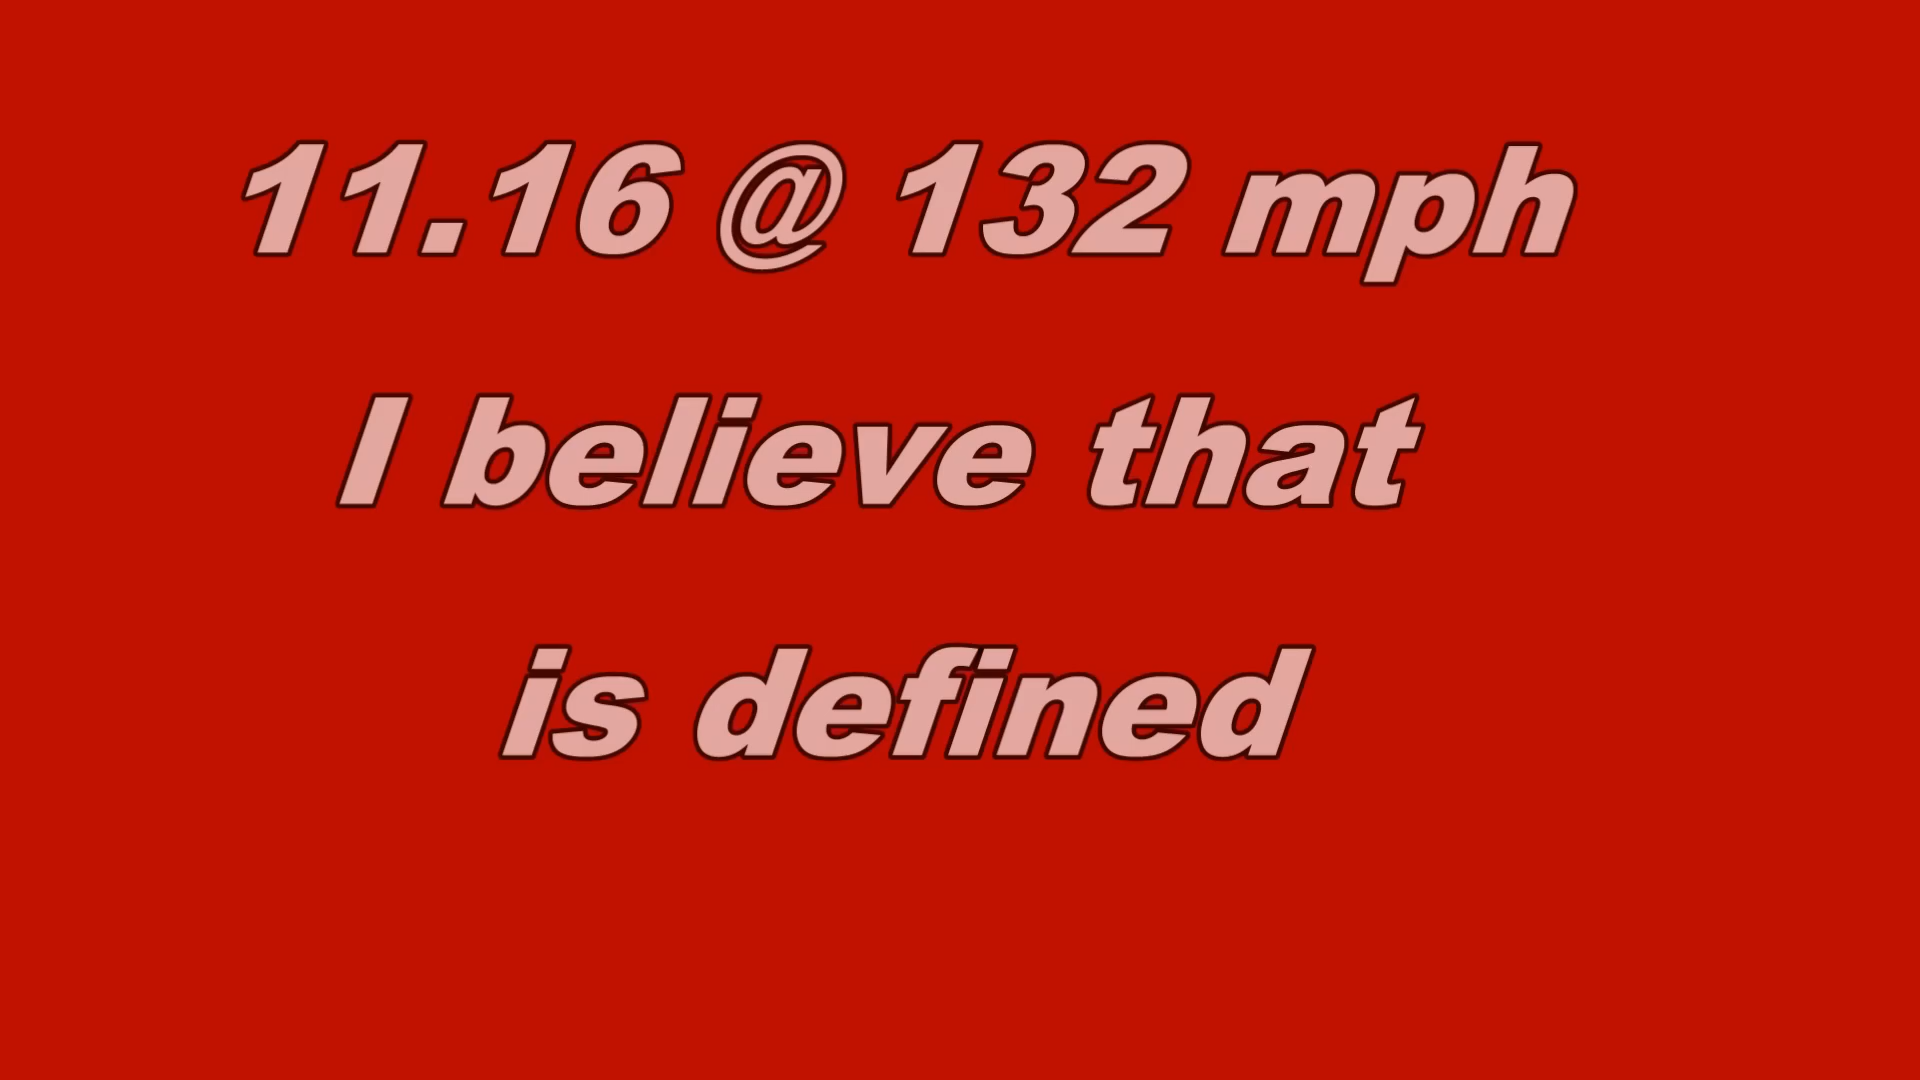 11.16 @ 132 mph
I believe that
is defined